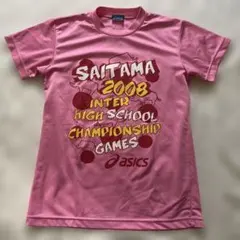 SAITAMA
2008
INTER
HIGH SCHOOL
CHAMPIONSHIP
GAMES
asics